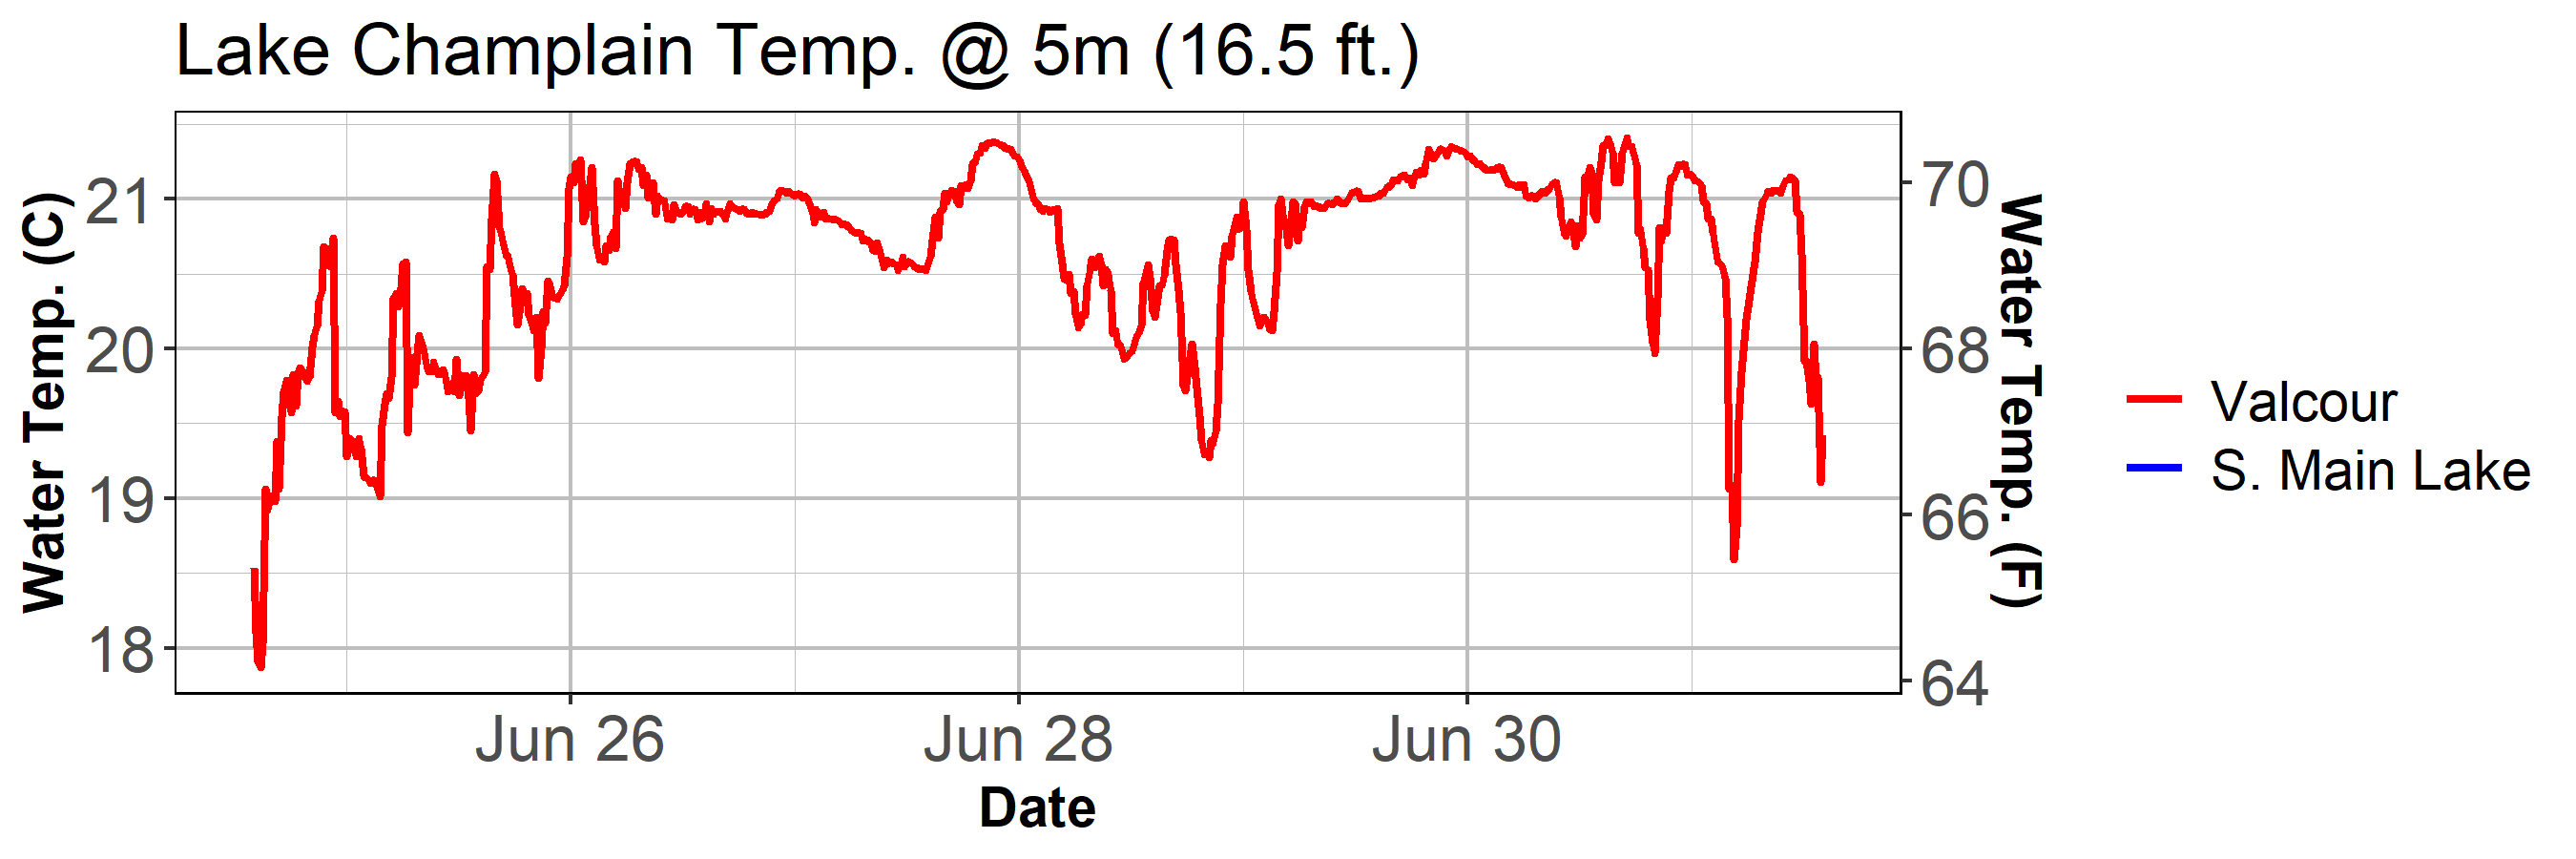 Lake Champlain Temp. @ 5m (16.5 ft.)
Water Temp. (C)
21
20
19
18
70
68
66
64
Water Temp. (F)
Jun 26
Jun 28
Jun 30
Date
Valcour
S. Main Lake